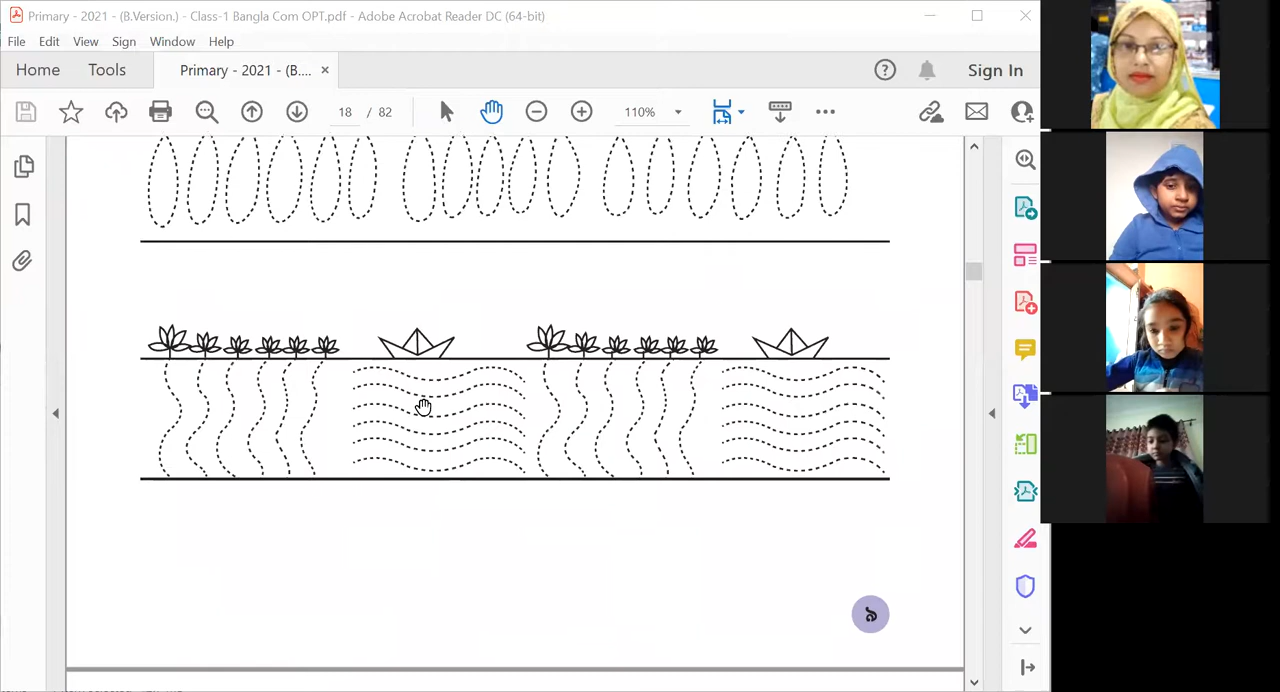 Primary - 2021 - (B.Version.) - Class-1 Bangla Com OPT.pdf - Adobe Acrobat Reader DC (64-bit)
File Edit View Sign Window Help
Home Tools Primary - 2021 - (B.... × Sign In
18 / 82 110%
৯